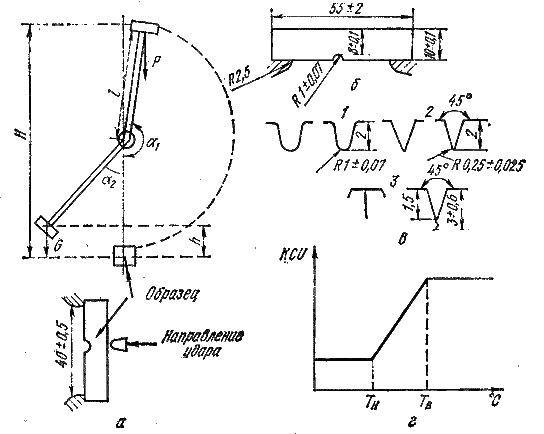 H
l
P
α₁
α₂
G
h
Образец
40±0,5
Направление удара
а
55±2
8±0,1
10±0,1
R2,5
R1±0,07
б
1
2
R1±0,07
2
45°
2
R0,25±0,025
3
45°
1,5
3±0,6
в
KCU
Tн
Tв
°C
г